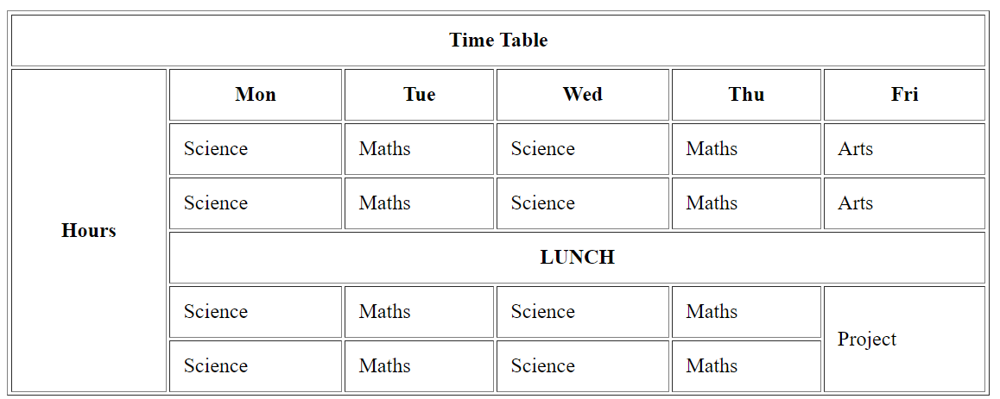 Time Table
Hours Mon Tue Wed Thu Fri
Science Maths Science Maths Arts
Science Maths Science Maths Arts
LUNCH
Science Maths Science Maths Project
Science Maths Science Maths